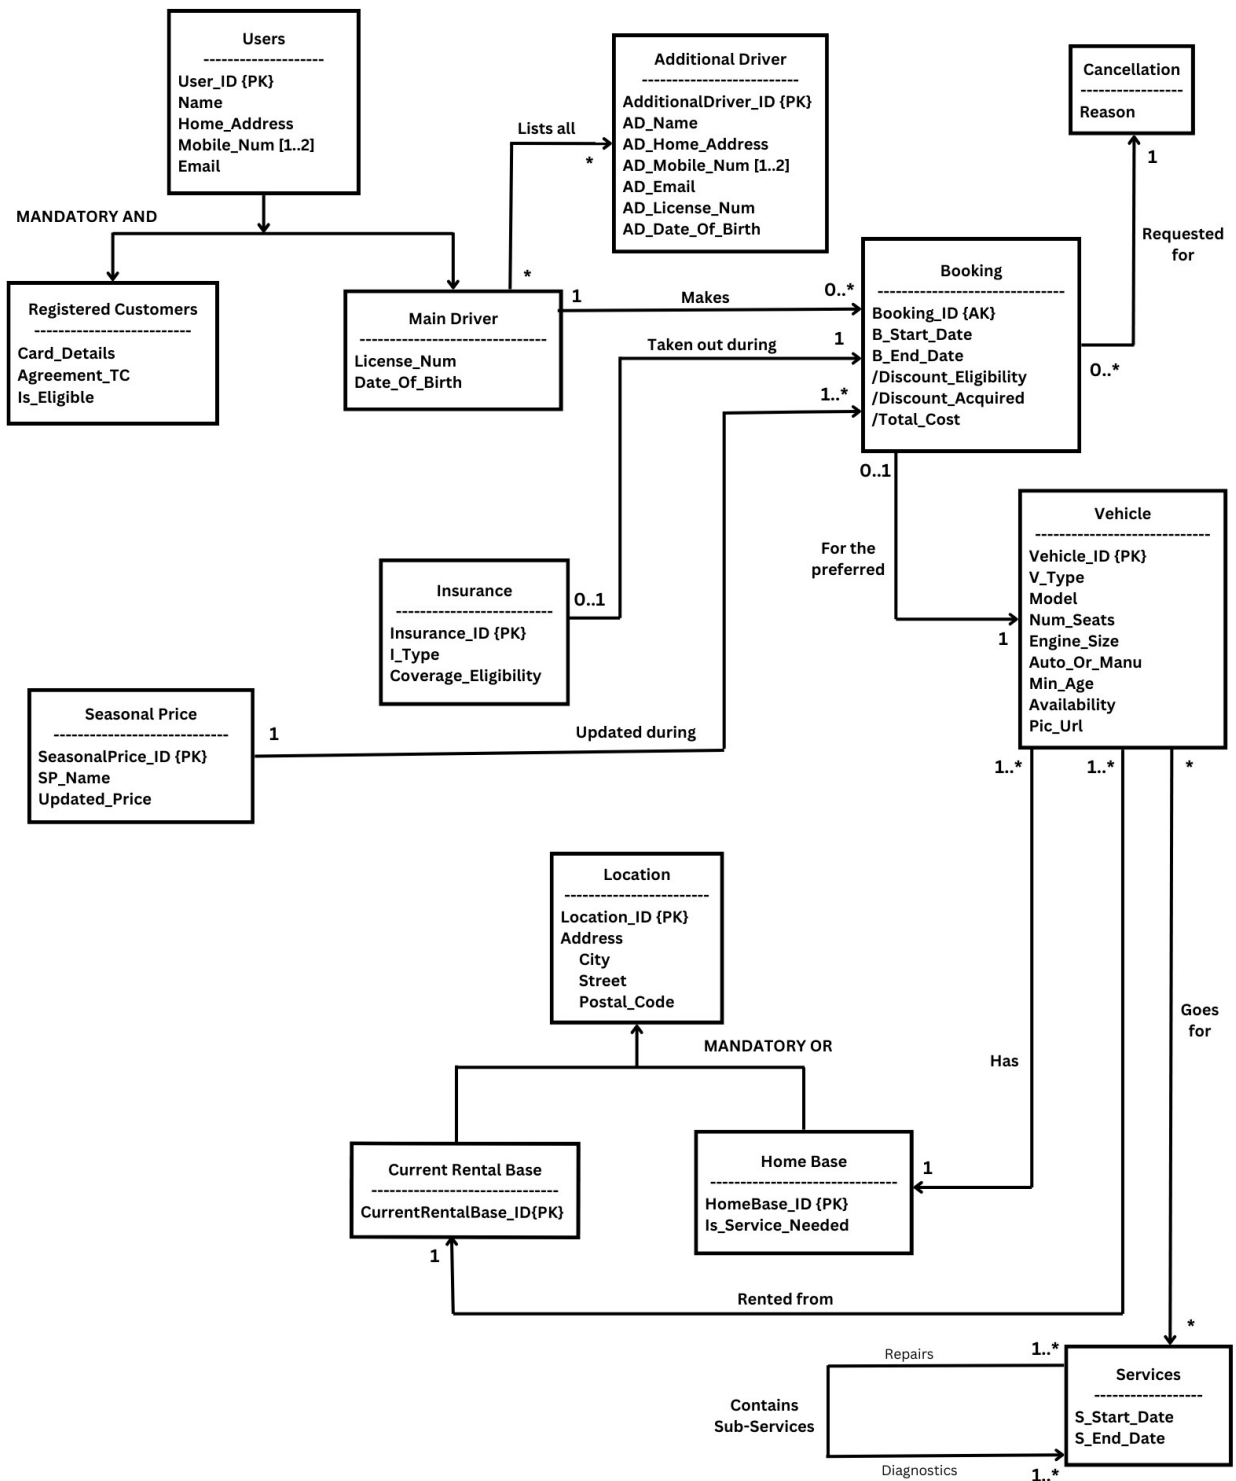 Users
User_ID {PK}
Name
Home_Address
Mobile_Num [1..2]
Email
MANDATORY AND
Registered Customers
Card_Details
Agreement_TC
Is_Eligible
Main Driver
License_Num
Date_Of_Birth
Lists all
*
*
Additional Driver
AdditionalDriver_ID {PK}
AD_Name
AD_Home_Address
AD_Mobile_Num [1..2]
AD_Email
AD_License_Num
AD_Date_Of_Birth
Cancellation
Reason
1
Requested
for
0..*
1
Makes
0..*
Booking
Booking_ID {AK}
B_Start_Date
B_End_Date
/Discount_Eligibility
/Discount_Acquired
/Total_Cost
Taken out during
1
0..1
1..*
Insurance
Insurance_ID {PK}
I_Type
Coverage_Eligibility
Seasonal Price
SeasonalPrice_ID {PK}
SP_Name
Updated_Price
1
Updated during
0..1
For the
preferred
1
Vehicle
Vehicle_ID {PK}
V_Type
Model
Num_Seats
Engine_Size
Auto_Or_Manu
Min_Age
Availability
Pic_Url
1..*
1..*
*
Location
Location_ID {PK}
Address
City
Street
Postal_Code
MANDATORY OR
Has
Goes
for
Current Rental Base
CurrentRentalBase_ID{PK}
Home Base
HomeBase_ID {PK}
Is_Service_Needed
1
1
Rented from
*
Services
S_Start_Date
S_End_Date
Repairs
1..*
Contains
Sub-Services
Diagnostics
1..*